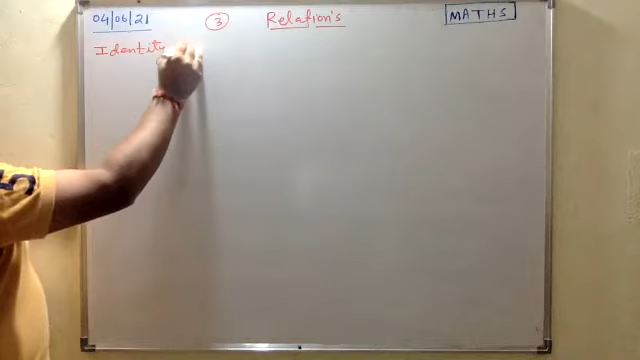 04/06/21 ③ Relation's MATHS
Identity